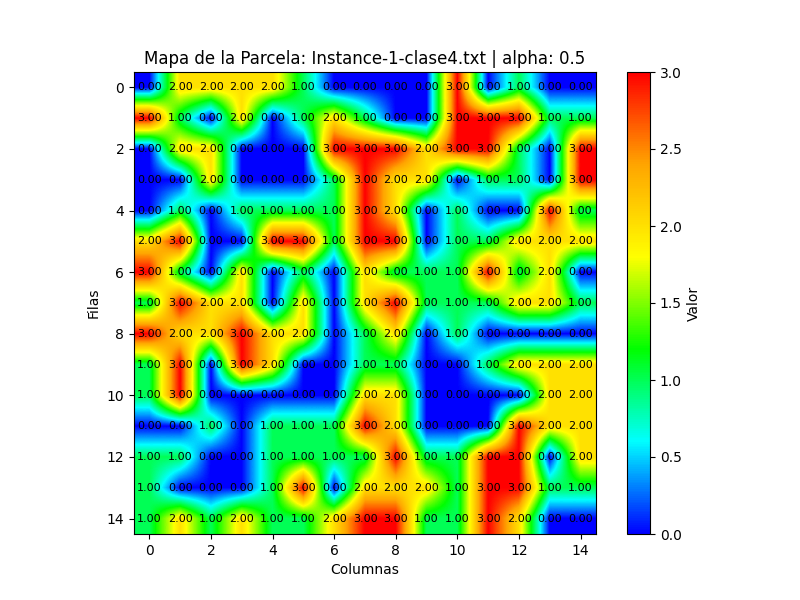 Mapa de la Parcela: Instance-1-clase4.txt | alpha: 0.5
0 0.00 2.00 2.00 2.00 2.00 1.00 0.00 0.00 0.00 0.00 3.00 0.00 1.00 0.00 0.00
3.00 1.00 0.00 2.00 0.00 1.00 2.00 1.00 0.00 0.00 3.00 3.00 3.00 1.00 1.00
2 0.00 2.00 2.00 0.00 0.00 0.00 3.00 3.00 3.00 2.00 3.00 3.00 1.00 0.00 3.00
0.00 0.00 2.00 0.00 0.00 0.00 1.00 3.00 2.00 2.00 0.00 1.00 1.00 0.00 3.00
4 0.00 1.00 0.00 1.00 1.00 1.00 1.00 3.00 2.00 0.00 1.00 0.00 0.00 3.00 1.00
2.00 3.00 0.00 0.00 3.00 3.00 1.00 3.00 3.00 0.00 1.00 1.00 2.00 2.00 2.00
6 3.00 1.00 0.00 2.00 0.00 1.00 0.00 2.00 1.00 1.00 1.00 3.00 1.00 2.00 0.00
1.00 3.00 2.00 2.00 0.00 2.00 0.00 2.00 3.00 1.00 1.00 1.00 2.00 2.00 1.00
8 3.00 2.00 2.00 3.00 2.00 2.00 0.00 1.00 2.00 0.00 1.00 0.00 0.00 0.00 0.00
1.00 3.00 0.00 3.00 2.00 0.00 0.00 1.00 1.00 0.00 0.00 1.00 2.00 2.00 2.00
10 1.00 3.00 0.00 0.00 0.00 0.00 0.00 2.00 2.00 0.00 0.00 0.00 0.00 2.00 2.00
0.00 0.00 1.00 0.00 1.00 1.00 1.00 3.00 2.00 0.00 0.00 0.00 3.00 2.00 2.00
12 1.00 1.00 0.00 0.00 1.00 1.00 1.00 1.00 3.00 1.00 1.00 3.00 3.00 0.00 2.00
1.00 0.00 0.00 0.00 1.00 3.00 0.00 2.00 2.00 2.00 1.00 3.00 3.00 1.00 1.00
14 1.00 2.00 1.00 2.00 1.00 1.00 2.00 3.00 3.00 1.00 1.00 3.00 2.00 0.00 0.00
0 2 4 6 8 10 12 14
Columnas
Filas
3.0
2.5
2.0
1.5
1.0
0.5
0.0
Valor